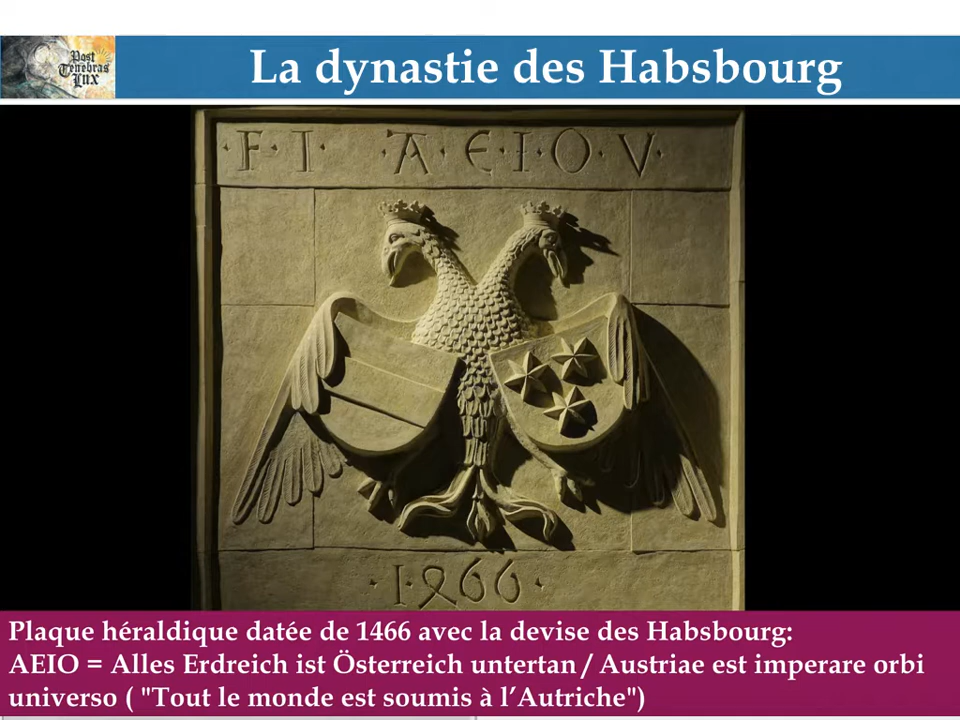 La dynastie des Habsbourg
Post
Tenebras
Lux
·F·I· ·A·E·I·O·V·
·1466·
Plaque héraldique datée de 1466 avec la devise des Habsbourg:
AEIO = Alles Erdreich ist Österreich untertan / Austriae est imperare orbi
universo ( "Tout le monde est soumis à l’Autriche")